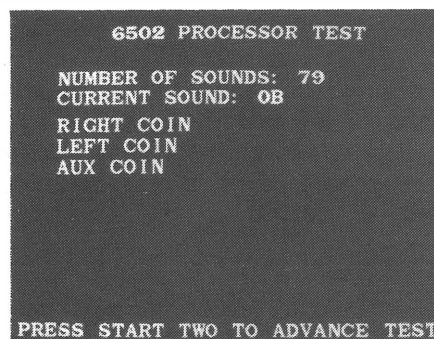 6502 PROCESSOR TEST
NUMBER OF SOUNDS: 79
CURRENT SOUND: 0B
RIGHT COIN
LEFT COIN
AUX COIN
PRESS START TWO TO ADVANCE TEST